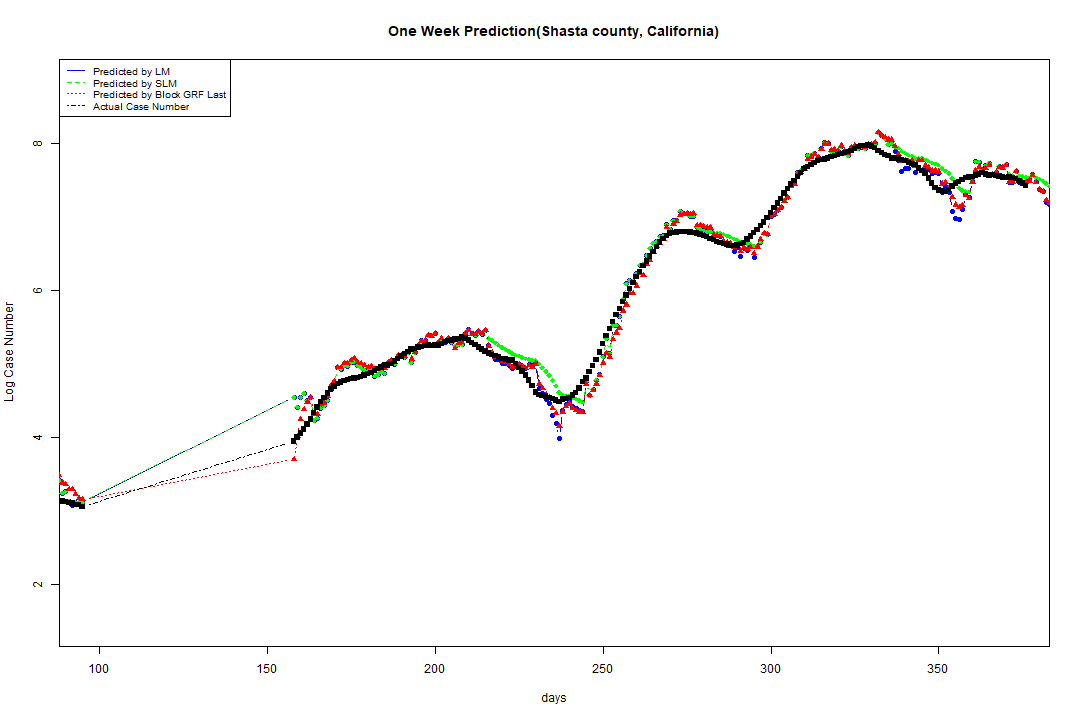 One Week Prediction(Shasta county, California)
Predicted by LM
Predicted by SLM
Predicted by Block GRF Last
Actual Case Number
8
6
4
2
Log Case Number
100 150 200 250 300 350
days